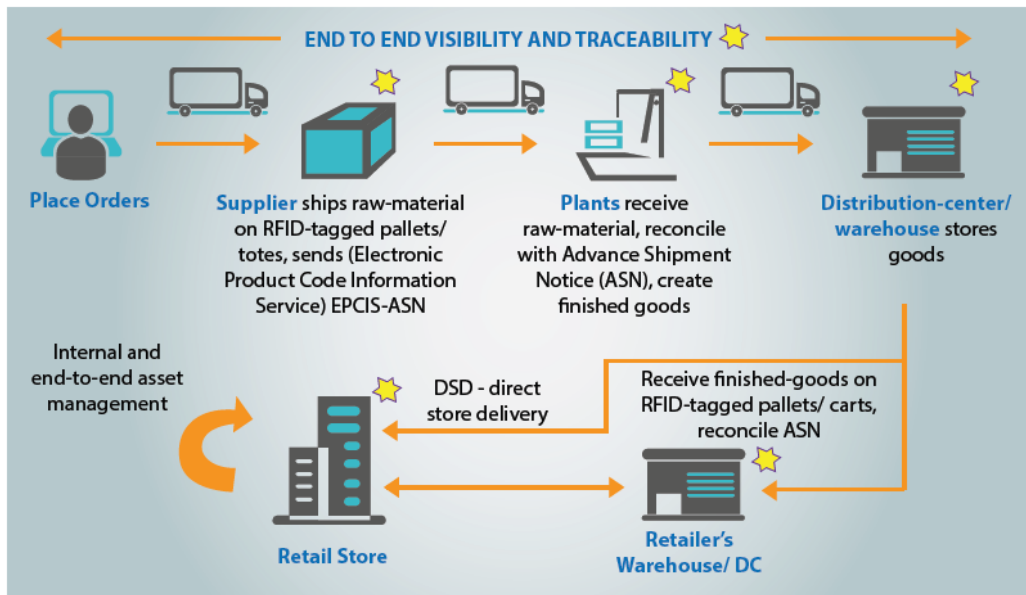 END TO END VISIBILITY AND TRACEABILITY
Place Orders
Supplier ships raw-material
on RFID-tagged pallets/
totes, sends (Electronic
Product Code Information
Service) EPCIS-ASN
Plants receive
raw-material, reconcile
with Advance Shipment
Notice (ASN), create
finished goods
Distribution-center/
warehouse stores
goods
Internal and
end-to-end asset
management
DSD - direct
store delivery
Receive finished-goods on
RFID-tagged pallets/ carts,
reconcile ASN
Retail Store
Retailer's
Warehouse/ DC